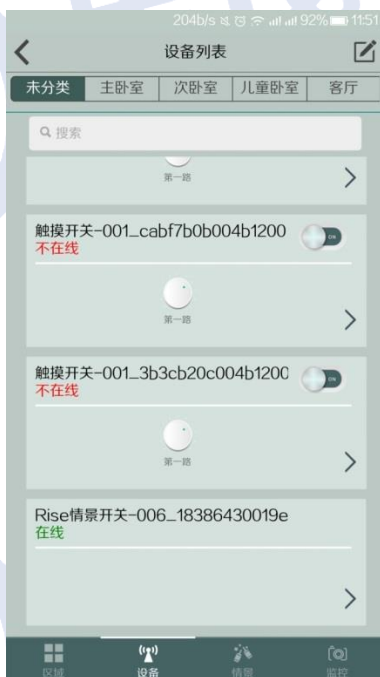 204b/s 92% 11:51
设备列表
未分类 主卧室 次卧室 儿童卧室 客厅
搜索
第一路
触摸开关-001_cabf7b0b004b1200
ON
不在线
第一路
触摸开关-001_3b3cb20c004b1200
ON
不在线
第一路
Rise情景开关-006_18386430019e
在线
区域 设备 情景 监控